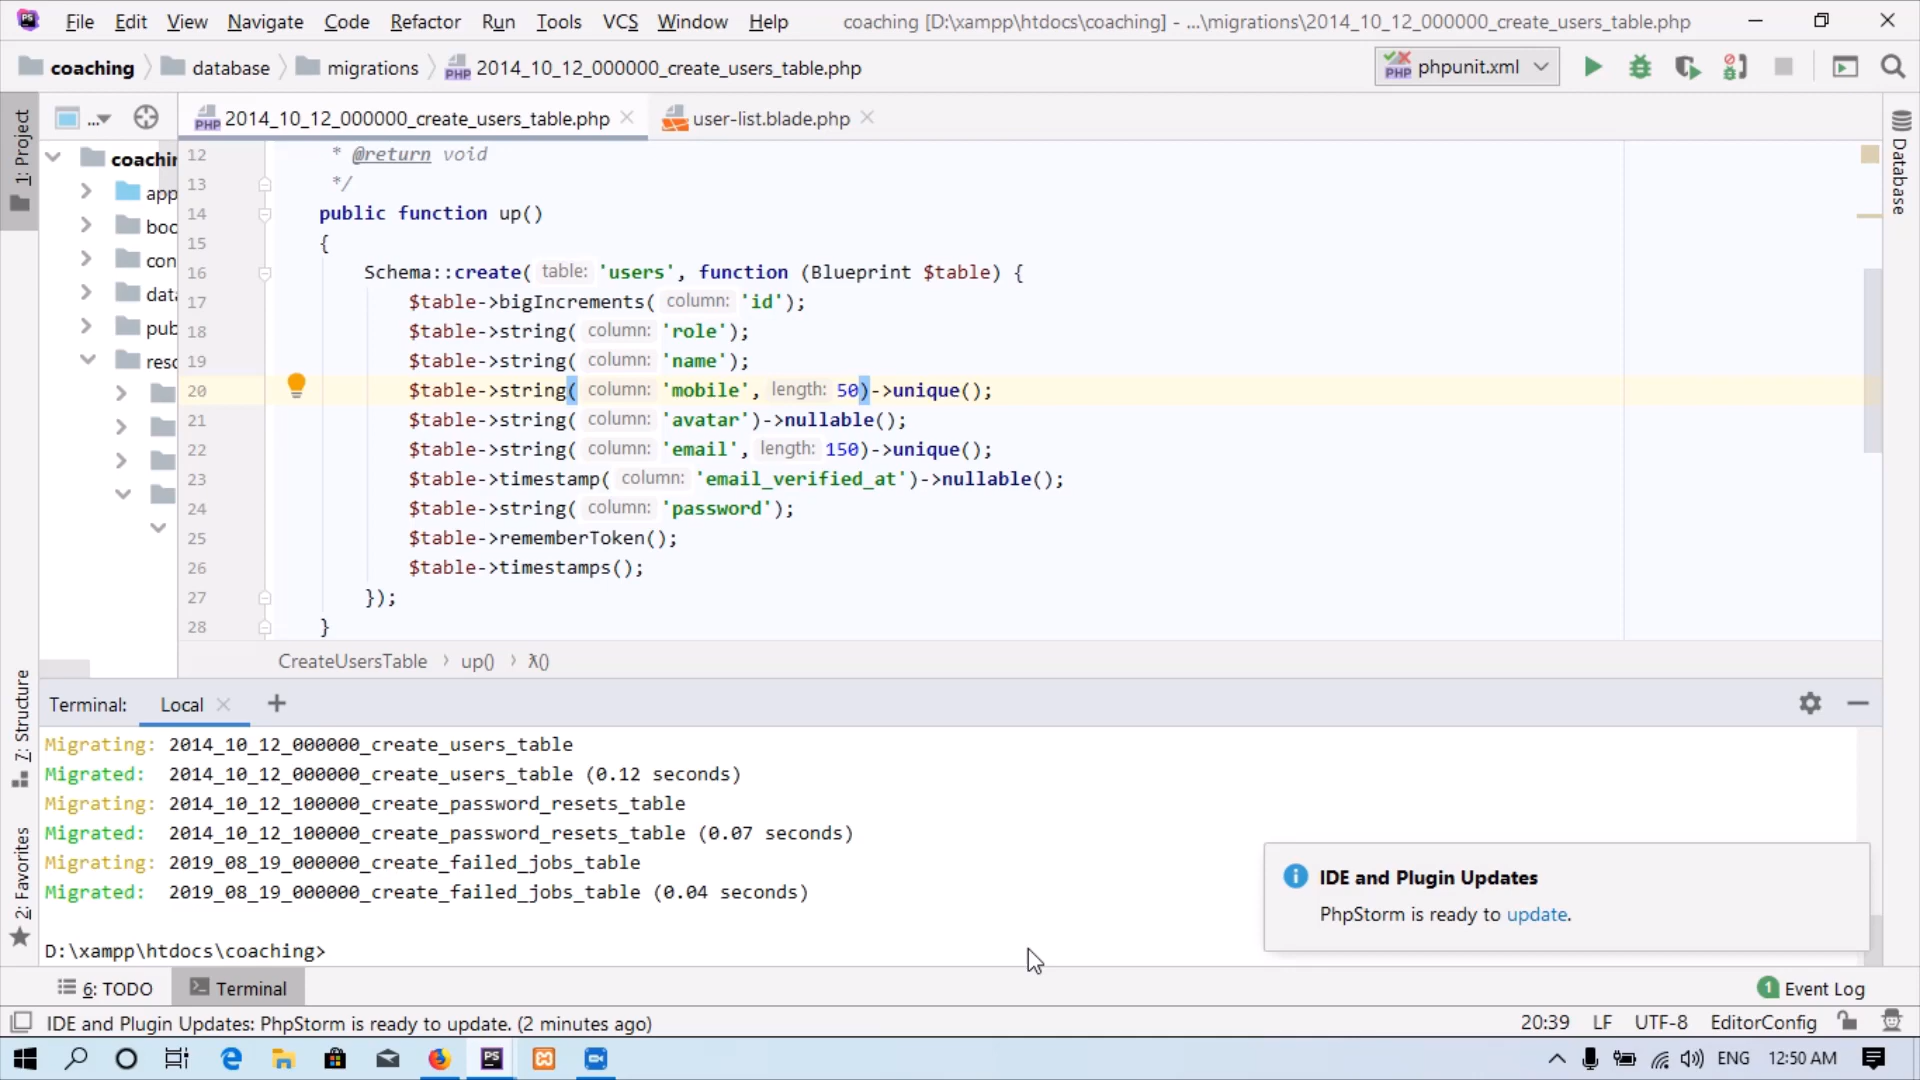 File Edit View Navigate Code Refactor Run Tools VCS Window Help coaching [D:\xampp\htdocs\coaching] - ...\migrations\2014_10_12_000000_create_users_table.php
coaching database migrations 2014_10_12_000000_create_users_table.php phpunit.xml
... 2014_10_12_000000_create_users_table.php user-list.blade.php
1: Project
Database
coachin
app
boo
con
data
pub
reso
12 * @return void
13 */
14 public function up()
15 {
16 Schema::create( table: 'users', function (Blueprint $table) {
17 $table->bigIncrements( column: 'id');
18 $table->string( column: 'role');
19 $table->string( column: 'name');
20 $table->string( column: 'mobile', length: 50)->unique();
21 $table->string( column: 'avatar')->nullable();
22 $table->string( column: 'email', length: 150)->unique();
23 $table->timestamp( column: 'email_verified_at')->nullable();
24 $table->string( column: 'password');
25 $table->rememberToken();
26 $table->timestamps();
27 });
28 }
CreateUsersTable › up() › λ()
7: Structure
2: Favorites
Terminal: Local
Migrating: 2014_10_12_000000_create_users_table
Migrated: 2014_10_12_000000_create_users_table (0.12 seconds)
Migrating: 2014_10_12_100000_create_password_resets_table
Migrated: 2014_10_12_100000_create_password_resets_table (0.07 seconds)
Migrating: 2019_08_19_000000_create_failed_jobs_table
Migrated: 2019_08_19_000000_create_failed_jobs_table (0.04 seconds)
D:\xampp\htdocs\coaching>
IDE and Plugin Updates
PhpStorm is ready to update.
6: TODO Terminal 1 Event Log
IDE and Plugin Updates: PhpStorm is ready to update. (2 minutes ago) 20:39 LF UTF-8 EditorConfig
ENG 12:50 AM